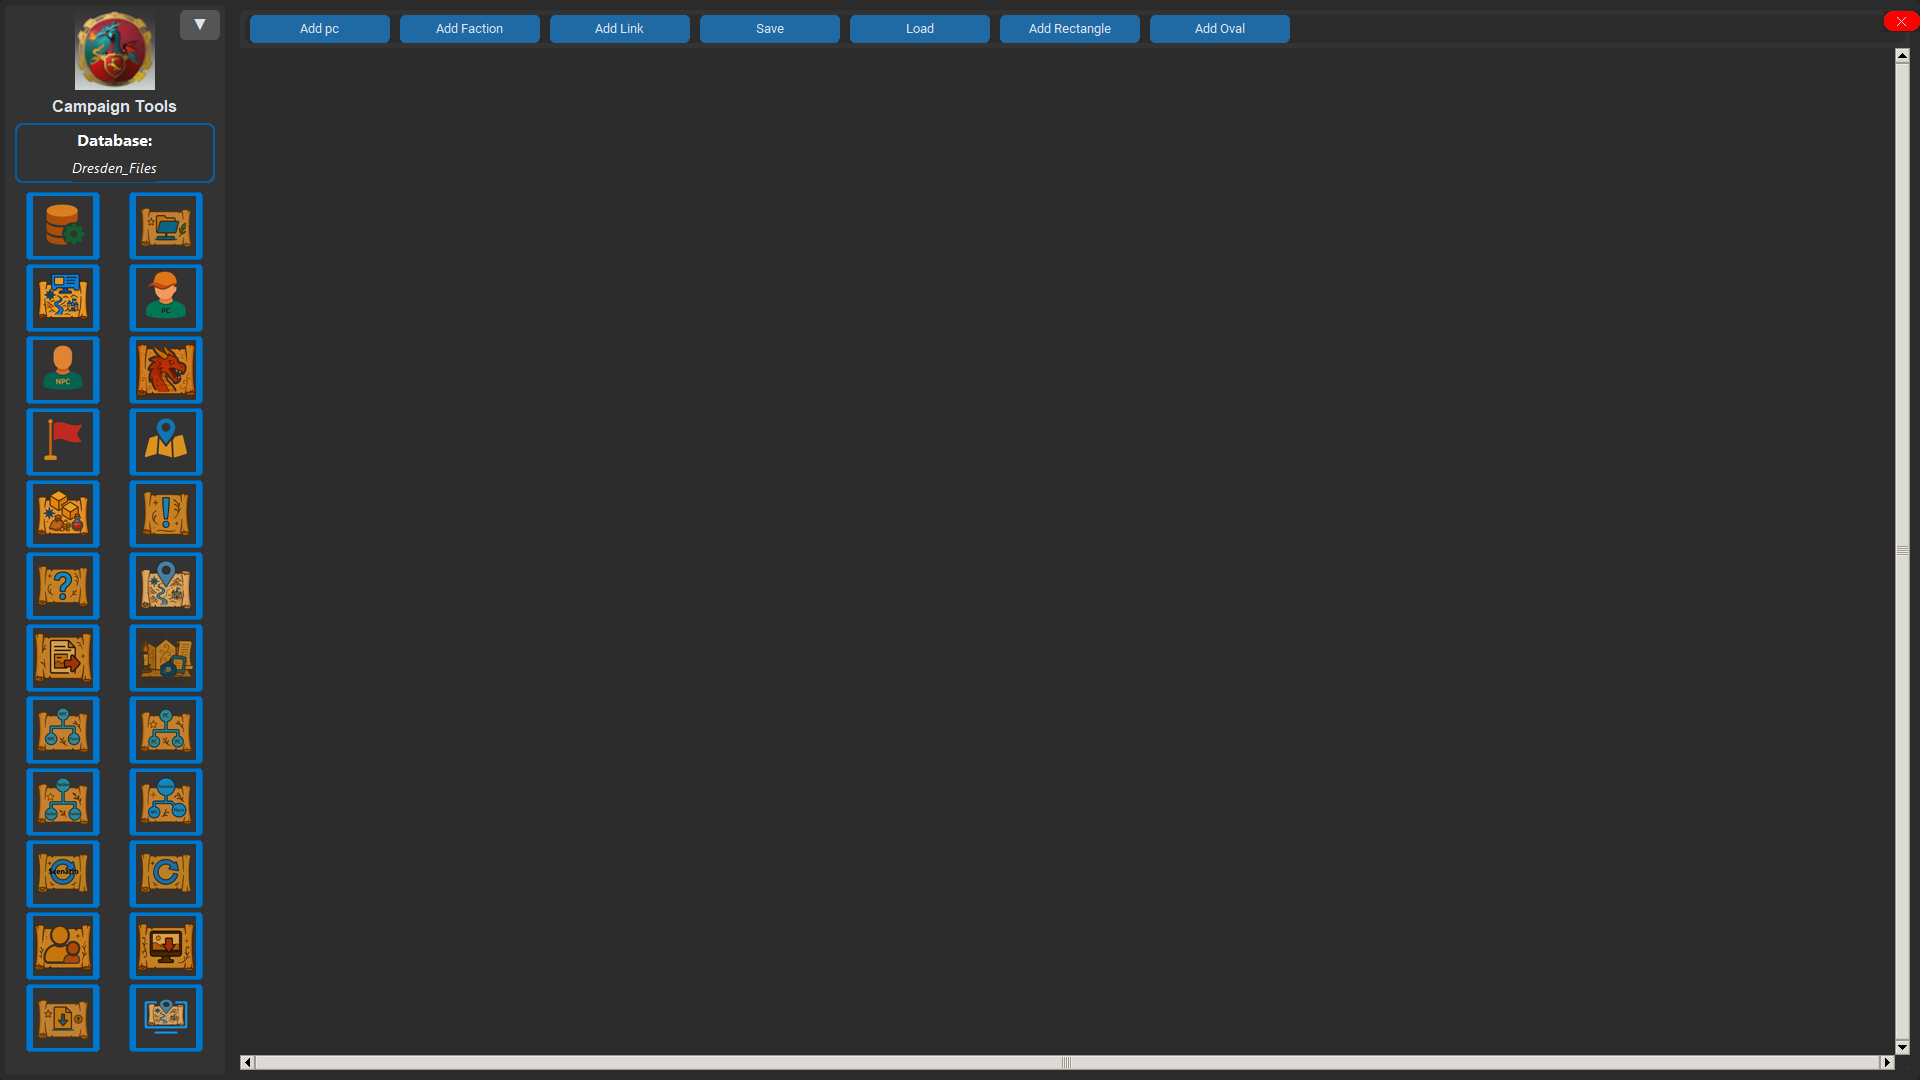 ▼
Add pc
Add Faction
Add Link
Save
Load
Add Rectangle
Add Oval
Campaign Tools
Database:
Dresden_Files
PC
NPC
!
?
Scenario